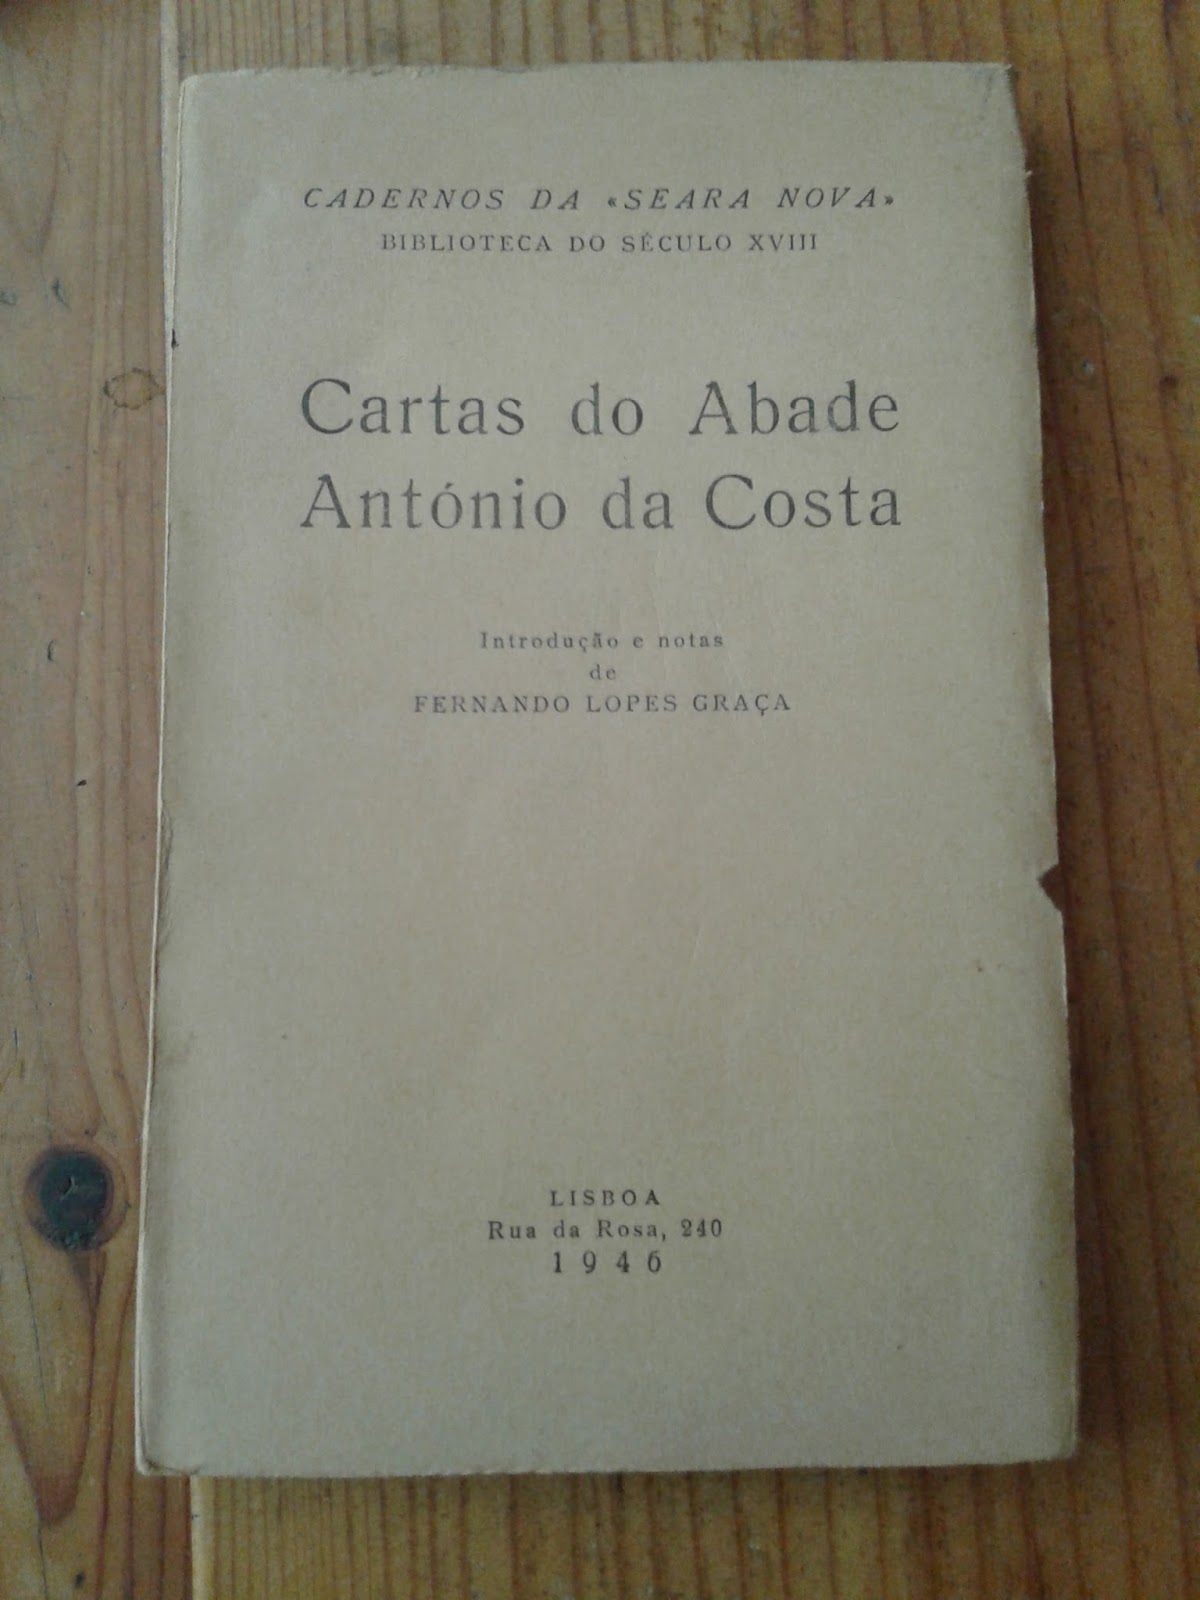 CADERNOS DA «SEARA NOVA»
BIBLIOTECA DO SÉCULO XVIII
Cartas do Abade
António da Costa
Introdução e notas
de
FERNANDO LOPES GRAÇA
LISBOA
Rua da Rosa, 240
1946